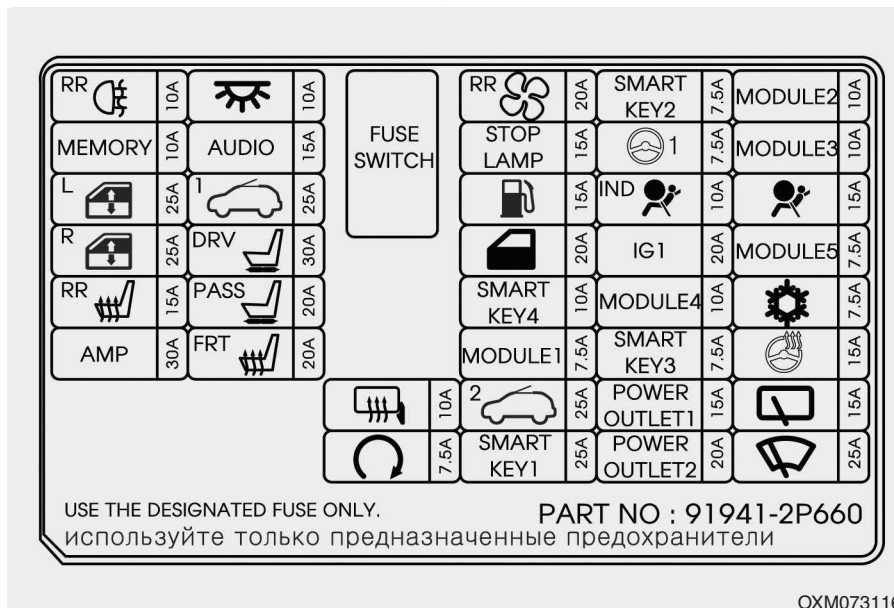 RR 10A 10A RR 20A SMART KEY2 7.5A MODULE2 10A
MEMORY 10A AUDIO 15A FUSE SWITCH STOP LAMP 15A 1 7.5A MODULE3 10A
L 25A 1 25A 15A IND 10A 15A
R 25A DRV 30A 20A IG1 20A MODULE5 7.5A
RR 15A PASS 20A SMART KEY4 10A MODULE4 10A 7.5A
AMP 30A FRT 20A MODULE1 7.5A SMART KEY3 7.5A 15A
10A 2 25A POWER OUTLET1 15A 15A
7.5A SMART KEY1 25A POWER OUTLET2 20A 25A
USE THE DESIGNATED FUSE ONLY. PART NO : 91941-2P660
используйте только предназначенные предохранители